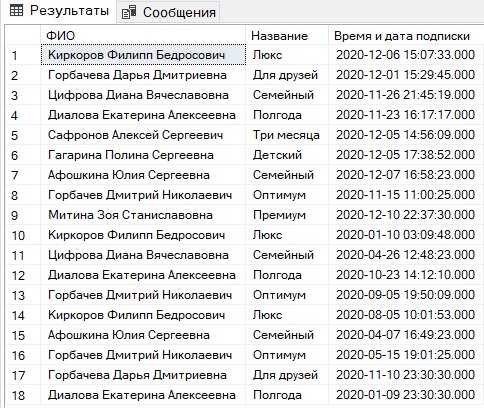 Результаты Сообщения
ФИО Название Время и дата подписки
1 Киркоров Филипп Бедросович Люкс 2020-12-06 15:07:33.000
2 Горбачева Дарья Дмитриевна Для друзей 2020-12-01 15:29:45.000
3 Цифрова Диана Вячеславовна Семейный 2020-11-26 21:45:19.000
4 Диалова Екатерина Алексеевна Полгода 2020-11-23 16:17:17.000
5 Сафронов Алексей Сергеевич Три месяца 2020-12-05 14:56:09.000
6 Гагарина Полина Сергеевна Детский 2020-12-05 17:38:52.000
7 Афошкина Юлия Сергеевна Семейный 2020-12-07 16:58:23.000
8 Горбачев Дмитрий Николаевич Оптимум 2020-11-15 11:00:25.000
9 Митина Зоя Станиславовна Премиум 2020-12-10 22:37:30.000
10 Киркоров Филипп Бедросович Люкс 2020-01-10 03:09:48.000
11 Цифрова Диана Вячеславовна Семейный 2020-04-26 12:48:23.000
12 Диалова Екатерина Алексеевна Полгода 2020-10-23 14:12:10.000
13 Горбачев Дмитрий Николаевич Оптимум 2020-09-05 19:50:09.000
14 Киркоров Филипп Бедросович Люкс 2020-08-05 10:01:53.000
15 Афошкина Юлия Сергеевна Семейный 2020-04-07 16:49:23.000
16 Горбачев Дмитрий Николаевич Оптимум 2020-05-15 19:01:25.000
17 Горбачева Дарья Дмитриевна Для друзей 2020-11-10 23:30:30.000
18 Диалова Екатерина Алексеевна Полгода 2020-01-09 23:30:30.000